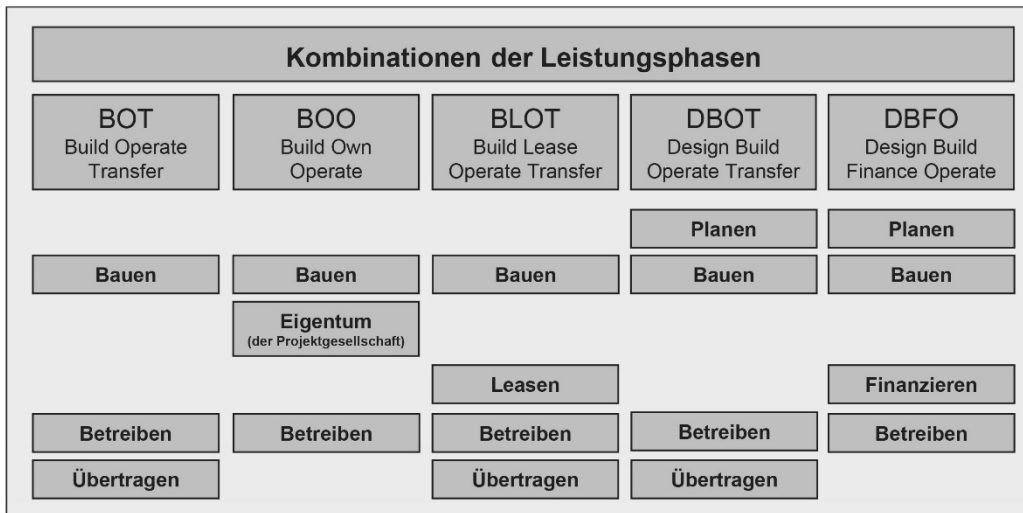 Kombinationen der Leistungsphasen
BOT
Build Operate
Transfer
BOO
Build Own
Operate
BLOT
Build Lease
Operate Transfer
DBOT
Design Build
Operate Transfer
DBFO
Design Build
Finance Operate
Planen
Planen
Bauen
Bauen
Bauen
Bauen
Bauen
Eigentum
(der Projektgesellschaft)
Leasen
Finanzieren
Betreiben
Betreiben
Betreiben
Betreiben
Betreiben
Übertragen
Übertragen
Übertragen